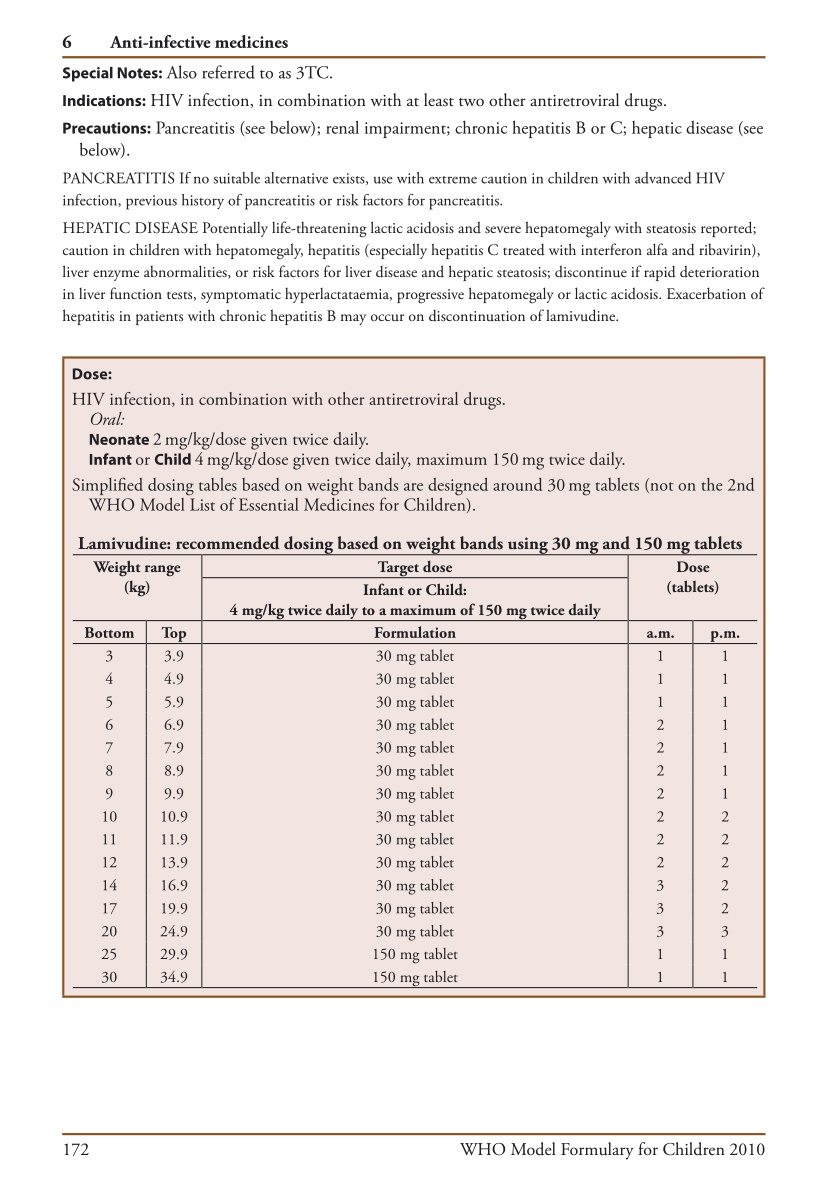 6 Anti-infective medicines
Special Notes: Also referred to as 3TC.
Indications: HIV infection, in combination with at least two other antiretroviral drugs.
Precautions: Pancreatitis (see below); renal impairment; chronic hepatitis B or C; hepatic disease (see
below).
PANCREATITIS If no suitable alternative exists, use with extreme caution in children with advanced HIV
infection, previous history of pancreatitis or risk factors for pancreatitis.
HEPATIC DISEASE Potentially life-threatening lactic acidosis and severe hepatomegaly with steatosis reported;
caution in children with hepatomegaly, hepatitis (especially hepatitis C treated with interferon alfa and ribavirin),
liver enzyme abnormalities, or risk factors for liver disease and hepatic steatosis; discontinue if rapid deterioration
in liver function tests, symptomatic hyperlactataemia, progressive hepatomegaly or lactic acidosis. Exacerbation of
hepatitis in patients with chronic hepatitis B may occur on discontinuation of lamivudine.
Dose:
HIV infection, in combination with other antiretroviral drugs.
Oral:
Neonate 2 mg/kg/dose given twice daily.
Infant or Child 4 mg/kg/dose given twice daily, maximum 150 mg twice daily.
Simplified dosing tables based on weight bands are designed around 30 mg tablets (not on the 2nd
WHO Model List of Essential Medicines for Children).
Lamivudine: recommended dosing based on weight bands using 30 mg and 150 mg tablets
Weight range Target dose Dose
(kg) Infant or Child: (tablets)
4 mg/kg twice daily to a maximum of 150 mg twice daily
Bottom Top Formulation a.m. p.m.
3 3.9 30 mg tablet 1 1
4 4.9 30 mg tablet 1 1
5 5.9 30 mg tablet 1 1
6 6.9 30 mg tablet 2 1
7 7.9 30 mg tablet 2 1
8 8.9 30 mg tablet 2 1
9 9.9 30 mg tablet 2 1
10 10.9 30 mg tablet 2 2
11 11.9 30 mg tablet 2 2
12 13.9 30 mg tablet 2 2
14 16.9 30 mg tablet 3 2
17 19.9 30 mg tablet 3 2
20 24.9 30 mg tablet 3 3
25 29.9 150 mg tablet 1 1
30 34.9 150 mg tablet 1 1
172 WHO Model Formulary for Children 2010